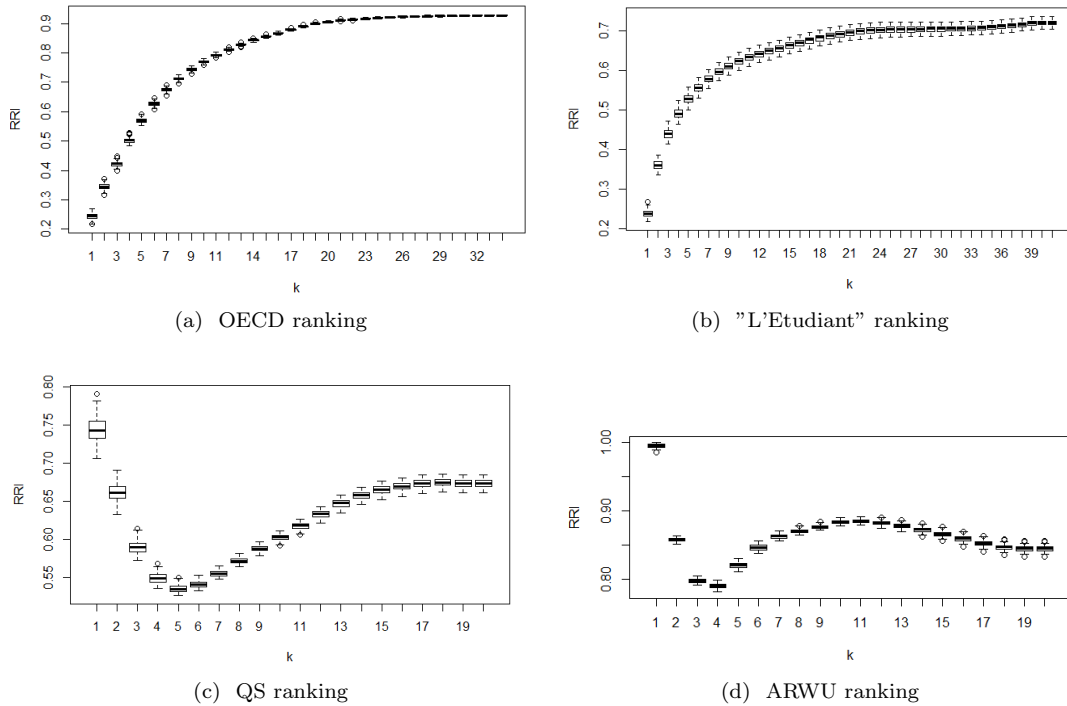 0.9
0.8
0.7
0.6
0.5
0.4
0.3
0.2
RRI
1 3 5 7 9 11 14 17 20 23 26 29 32
k
(a) OECD ranking
0.7
0.6
0.5
0.4
0.3
0.2
RRI
1 3 5 7 9 12 15 18 21 24 27 30 33 36 39
k
(b) "L'Etudiant" ranking
0.80
0.75
0.70
0.65
0.60
0.55
RRI
1 2 3 4 5 6 7 8 9 11 13 15 17 19
k
(c) QS ranking
1.00
0.90
0.80
RRI
1 2 3 4 5 6 7 8 9 11 13 15 17 19
k
(d) ARWU ranking